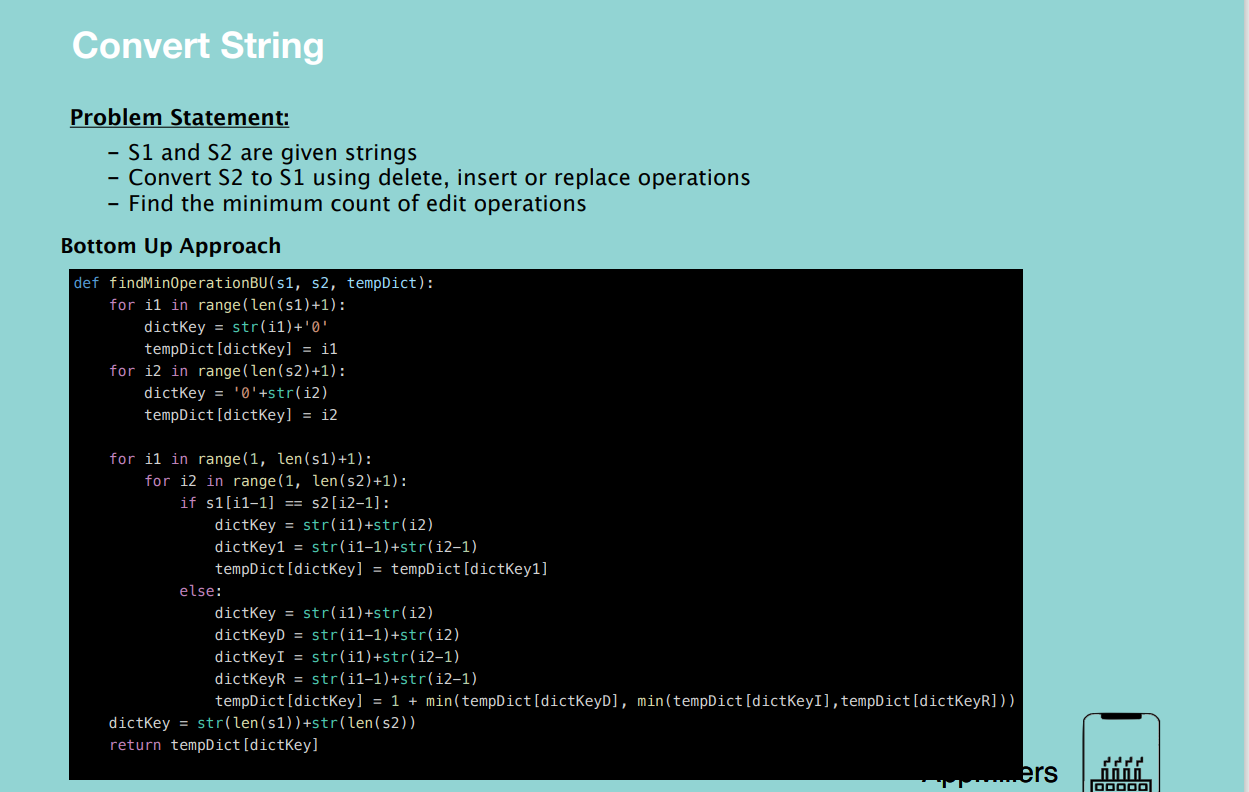 Convert String
Problem Statement:
– S1 and S2 are given strings
– Convert S2 to S1 using delete, insert or replace operations
– Find the minimum count of edit operations
Bottom Up Approach
def findMinOperationBU(s1, s2, tempDict):
    for i1 in range(len(s1)+1):
        dictKey = str(i1)+'0'
        tempDict[dictKey] = i1
    for i2 in range(len(s2)+1):
        dictKey = '0'+str(i2)
        tempDict[dictKey] = i2
    for i1 in range(1, len(s1)+1):
        for i2 in range(1, len(s2)+1):
            if s1[i1-1] == s2[i2-1]:
                dictKey = str(i1)+str(i2)
                dictKey1 = str(i1-1)+str(i2-1)
                tempDict[dictKey] = tempDict[dictKey1]
            else:
                dictKey = str(i1)+str(i2)
                dictKeyD = str(i1-1)+str(i2)
                dictKeyI = str(i1)+str(i2-1)
                dictKeyR = str(i1-1)+str(i2-1)
                tempDict[dictKey] = 1 + min(tempDict[dictKeyD], min(tempDict[dictKeyI],tempDict[dictKeyR]))
    dictKey = str(len(s1))+str(len(s2))
    return tempDict[dictKey]